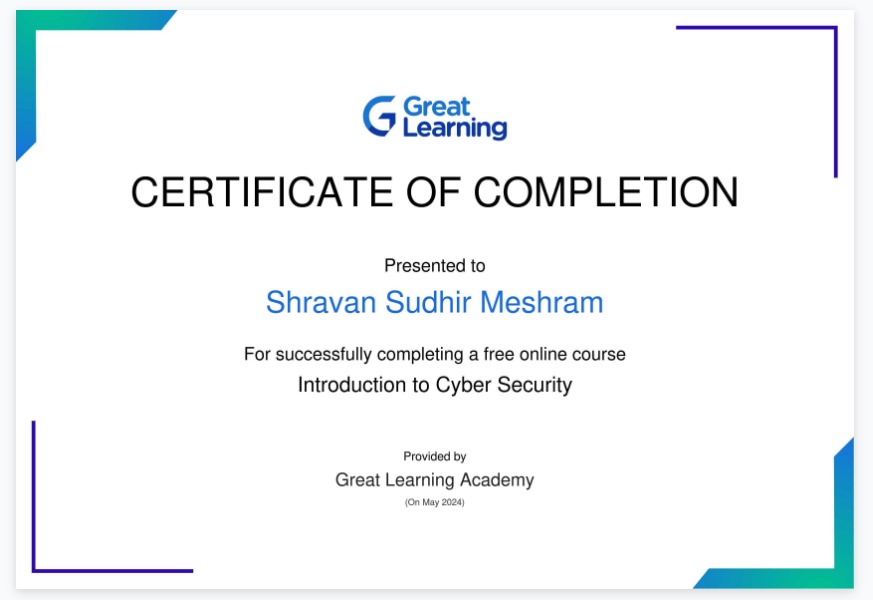 Great
Learning
CERTIFICATE OF COMPLETION
Presented to
Shravan Sudhir Meshram
For successfully completing a free online course
Introduction to Cyber Security
Provided by
Great Learning Academy
(On May 2024)